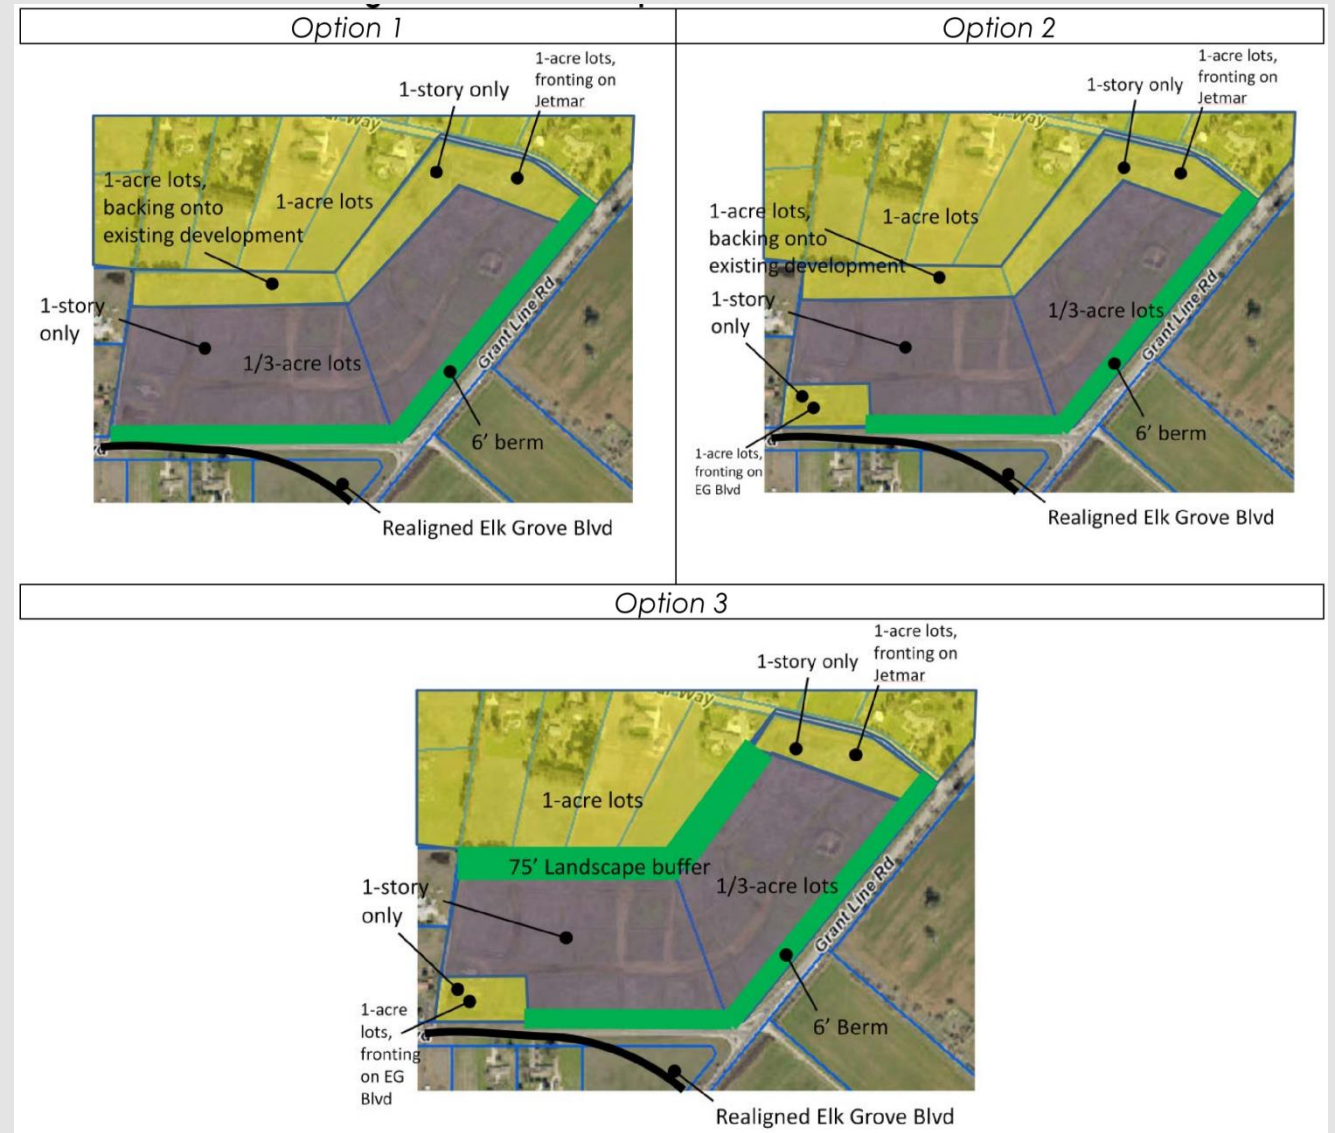 Option 1
Option 2
1-story only
1-acre lots,
fronting on
Jetmar
1-acre lots,
backing onto
existing development
1-acre lots
1-story
only
1/3-acre lots
Grant Line Rd
6' berm
Realigned Elk Grove Blvd
1-story only
1-acre lots,
fronting on
Jetmar
1-acre lots,
backing onto
existing development
1-acre lots
1-story
only
1/3-acre lots
Grant Line Rd
1-acre lots,
fronting on
EG Blvd
6' berm
Realigned Elk Grove Blvd
Option 3
1-story only
1-acre lots,
fronting on
Jetmar
Way
1-acre lots
75' Landscape buffer
1-story
only
1/3-acre lots
Grant Line Rd
1-acre
lots,
fronting
on EG
Blvd
6' Berm
Realigned Elk Grove Blvd